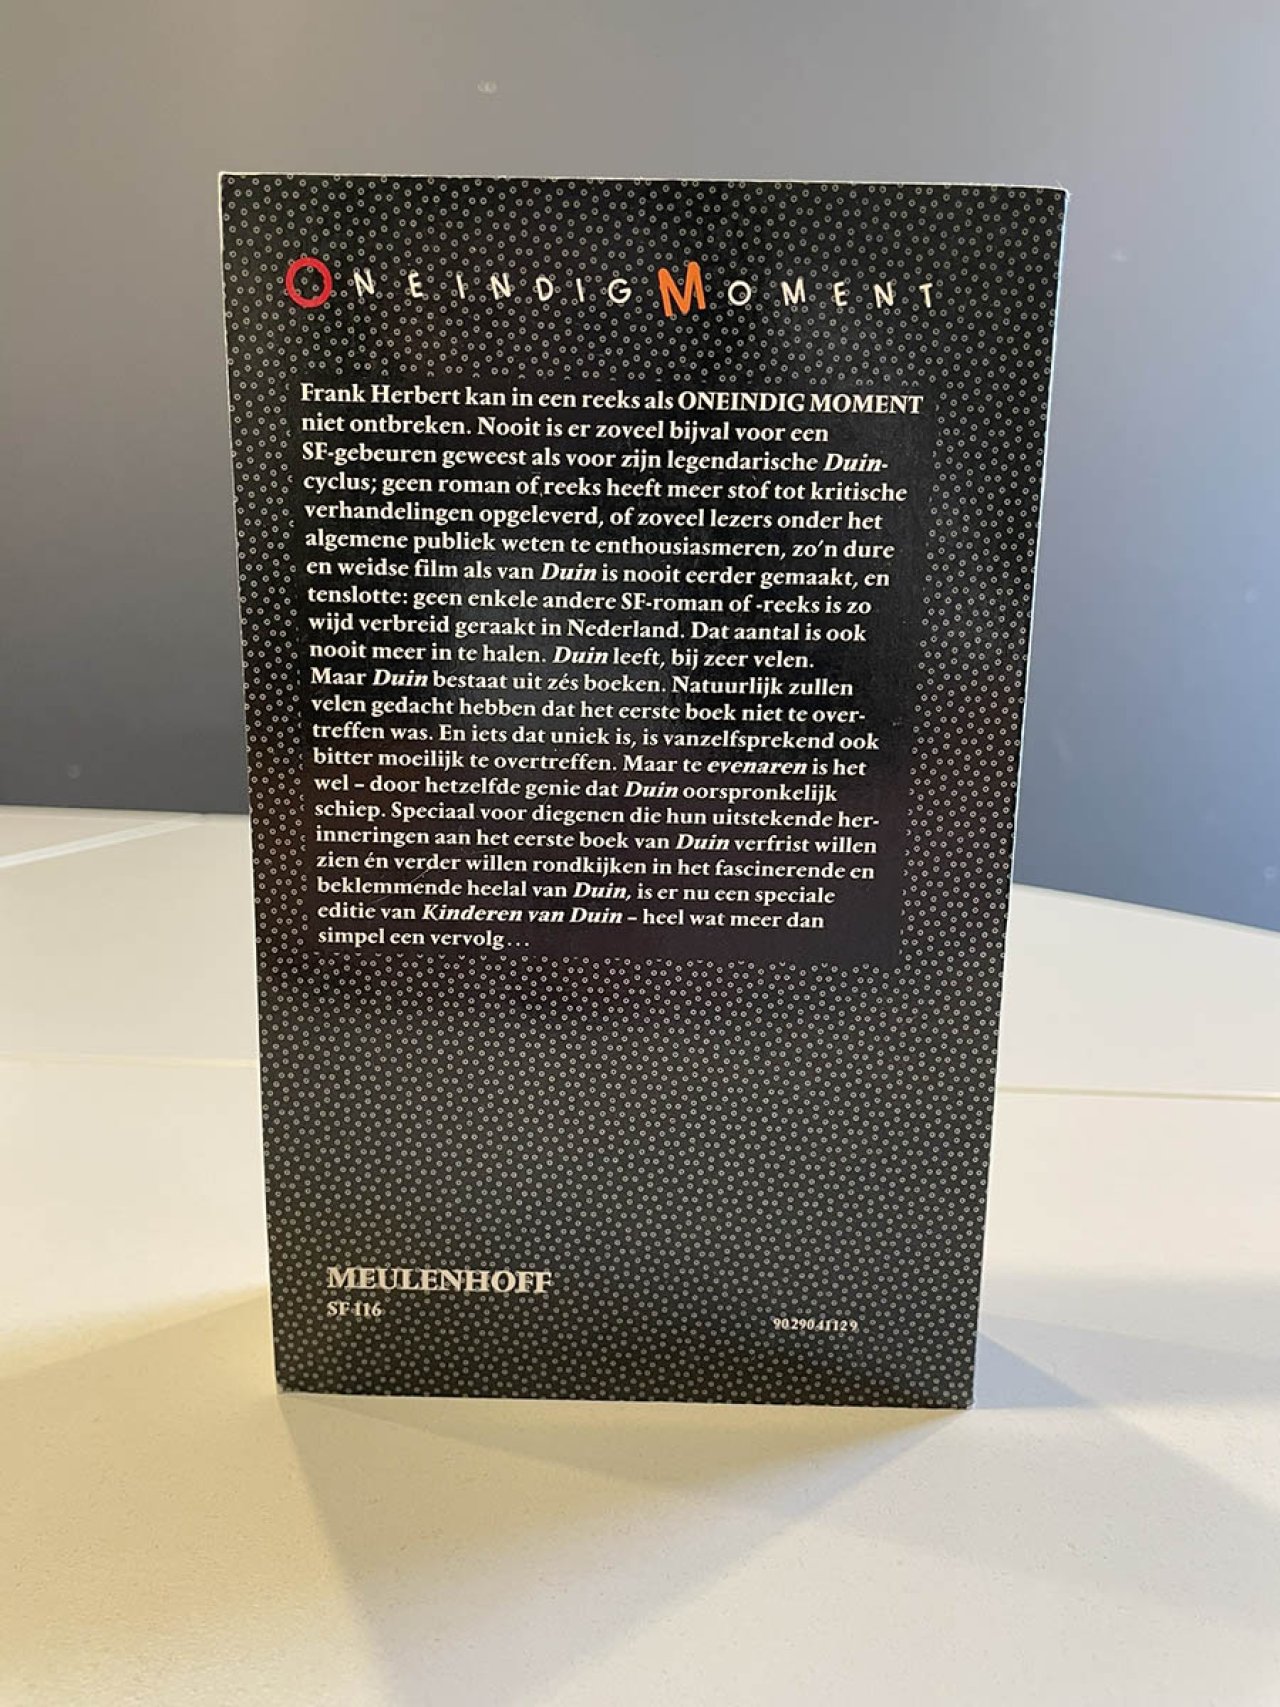 ONEINDIG MOMENT
Frank Herbert kan in een reeks als ONEINDIG MOMENT
niet ontbreken. Nooit is er zoveel bijval voor een
SF-gebeuren geweest als voor zijn legendarische Duin-
cyclus; geen roman of reeks heeft meer stof tot kritische
verhandelingen opgeleverd, of zoveel lezers onder het
algemene publiek weten te enthousiasmeren, zo'n dure
en weidse film als van Duin is nooit eerder gemaakt, en
tenslotte: geen enkele andere SF-roman of -reeks is zo
wijd verbreid geraakt in Nederland. Dat aantal is ook
nooit meer in te halen. Duin leeft, bij zeer velen.
Maar Duin bestaat uit zés boeken. Natuurlijk zullen
velen gedacht hebben dat het eerste boek niet te over-
treffen was. En iets dat uniek is, is vanzelfsprekend ook
bitter moeilijk te overtreffen. Maar te evenaren is het
wel – door hetzelfde genie dat Duin oorspronkelijk
schiep. Speciaal voor diegenen die hun uitstekende her-
inneringen aan het eerste boek van Duin verfrist willen
zien én verder willen rondkijken in het fascinerende en
beklemmende heelal van Duin, is er nu een speciale
editie van Kinderen van Duin – heel wat meer dan
simpel een vervolg...
MEULENHOFF
SF 116
90 290 4112 9